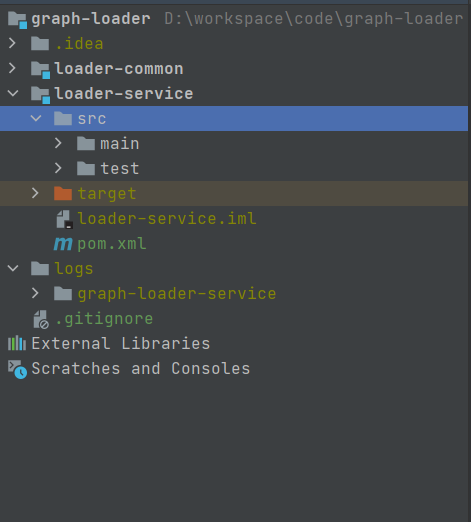 graph-loader D:\workspace\code\graph-loader
.idea
loader-common
loader-service
src
main
test
target
loader-service.iml
pom.xml
logs
graph-loader-service
.gitignore
External Libraries
Scratches and Consoles